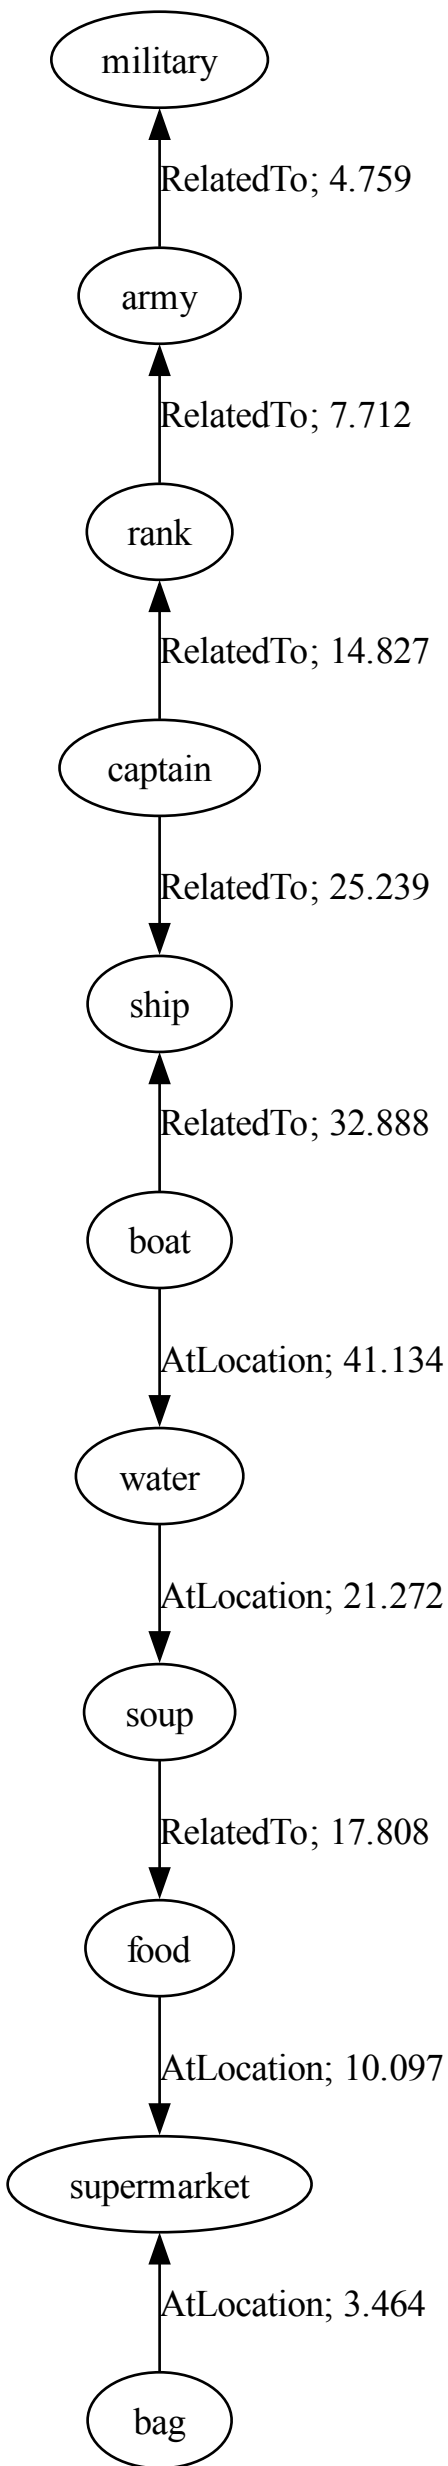 military
RelatedTo; 4.759
army
RelatedTo; 7.712
rank
RelatedTo; 14.827
captain
RelatedTo; 25.239
ship
RelatedTo; 32.888
boat
AtLocation; 41.134
water
AtLocation; 21.272
soup
RelatedTo; 17.808
food
AtLocation; 10.097
supermarket
AtLocation; 3.464
bag